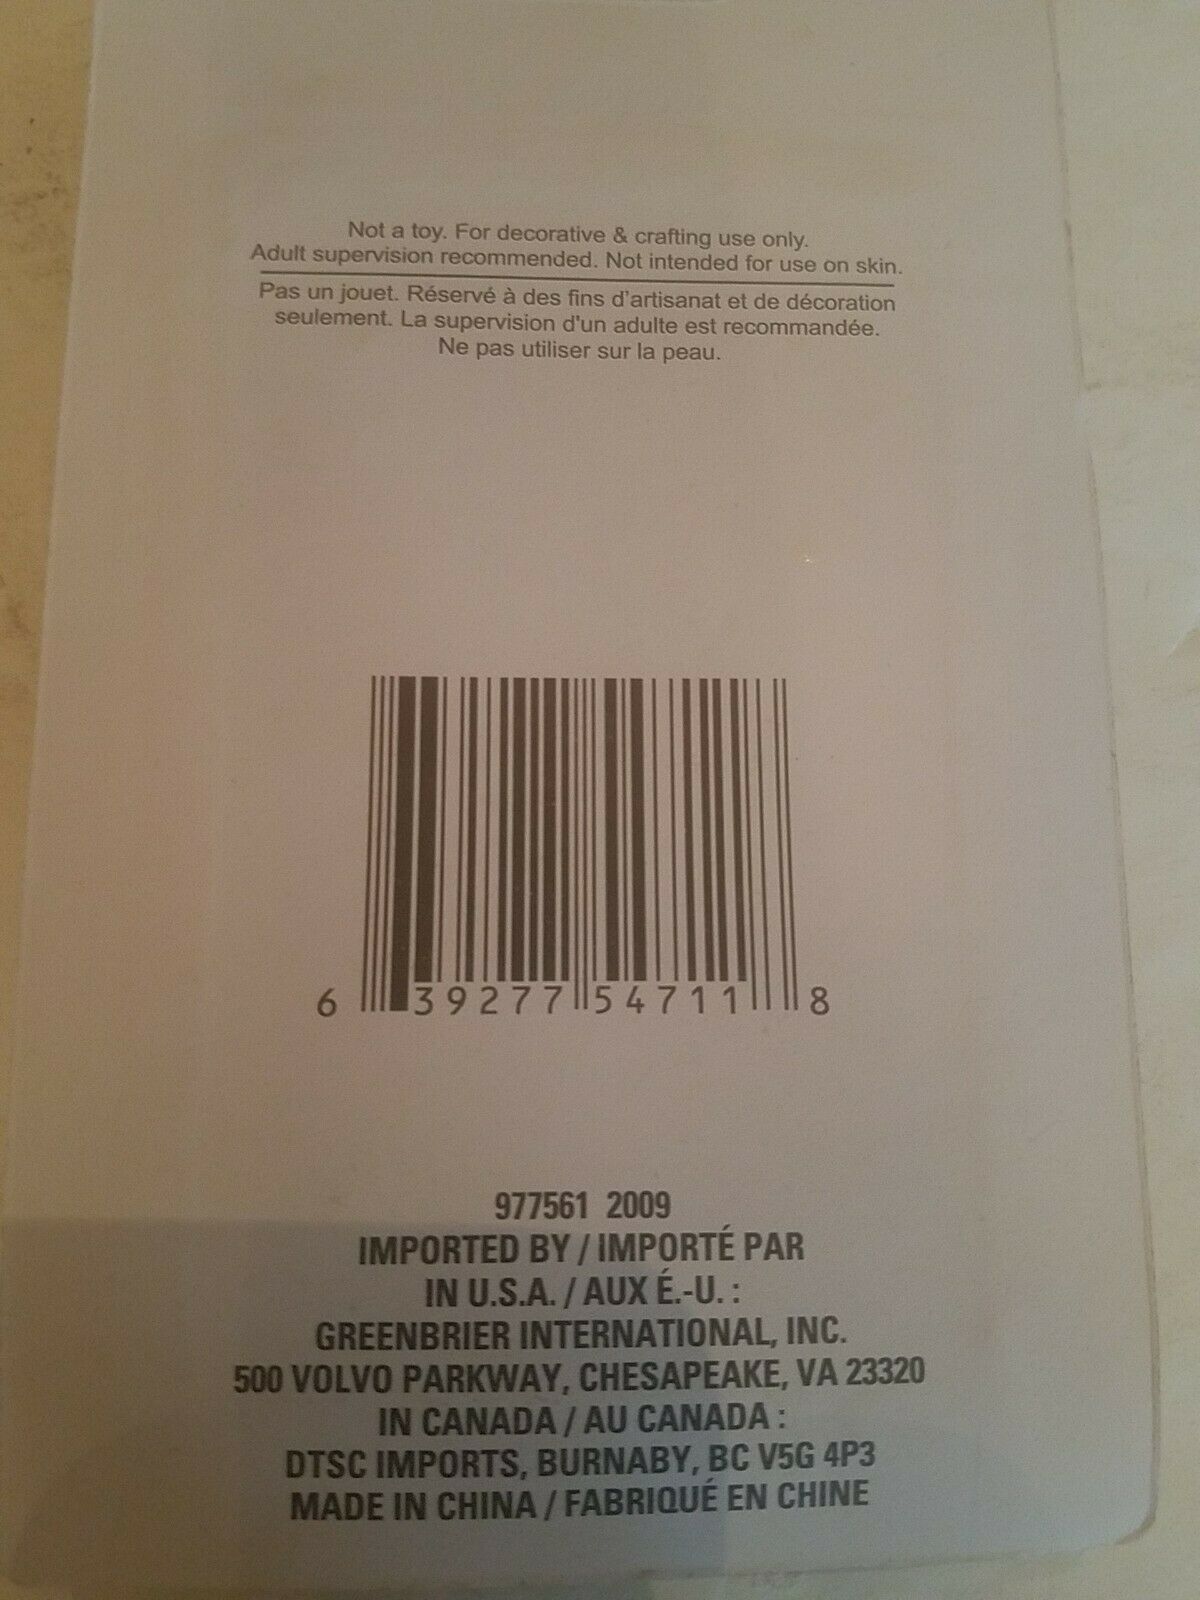 Not a toy. For decorative & crafting use only.
Adult supervision recommended. Not intended for use on skin.
Pas un jouet. Réservé à des fins d'artisanat et de décoration
seulement. La supervision d'un adulte est recommandée.
Ne pas utiliser sur la peau.
6 39277 54711 8
977561 2009
IMPORTED BY / IMPORTÉ PAR
IN U.S.A. / AUX É.-U. :
GREENBRIER INTERNATIONAL, INC.
500 VOLVO PARKWAY, CHESAPEAKE, VA 23320
IN CANADA / AU CANADA :
DTSC IMPORTS, BURNABY, BC V5G 4P3
MADE IN CHINA / FABRIQUÉ EN CHINE